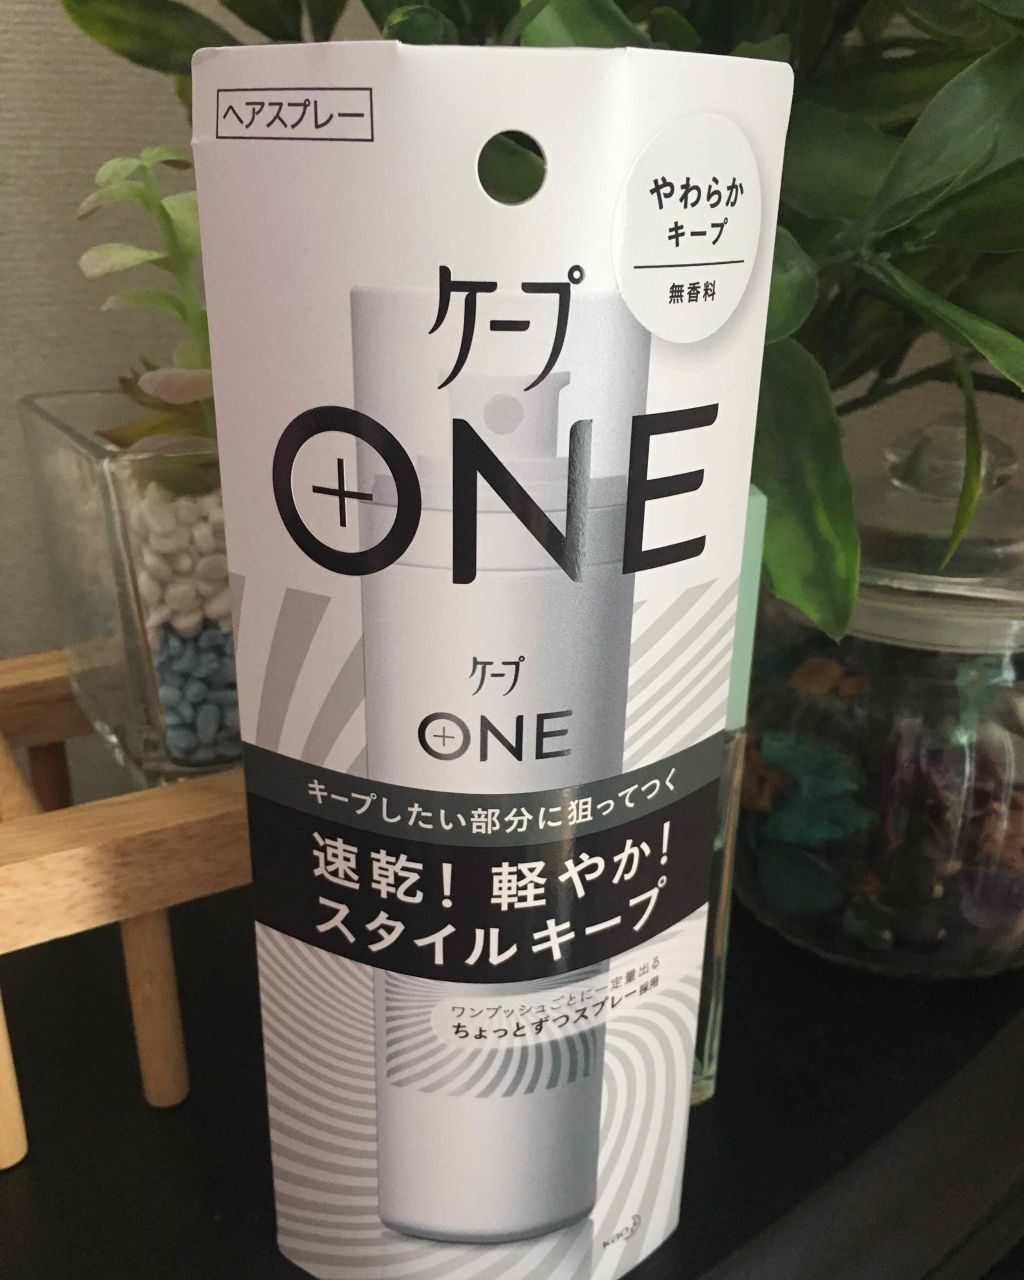 ヘアスプレー
やわらか
キープ
無香料
ケープ
ONE
ケープ
ONE
キープしたい部分に狙ってつく
速乾！軽やか！
スタイルキープ
ワンプッシュごとに一定量出る
ちょっとずつスプレー採用
Kao